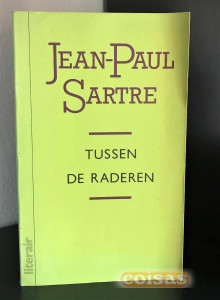 JEAN-PAUL
SARTRE
TUSSEN
DE RADEREN
literair
coisas